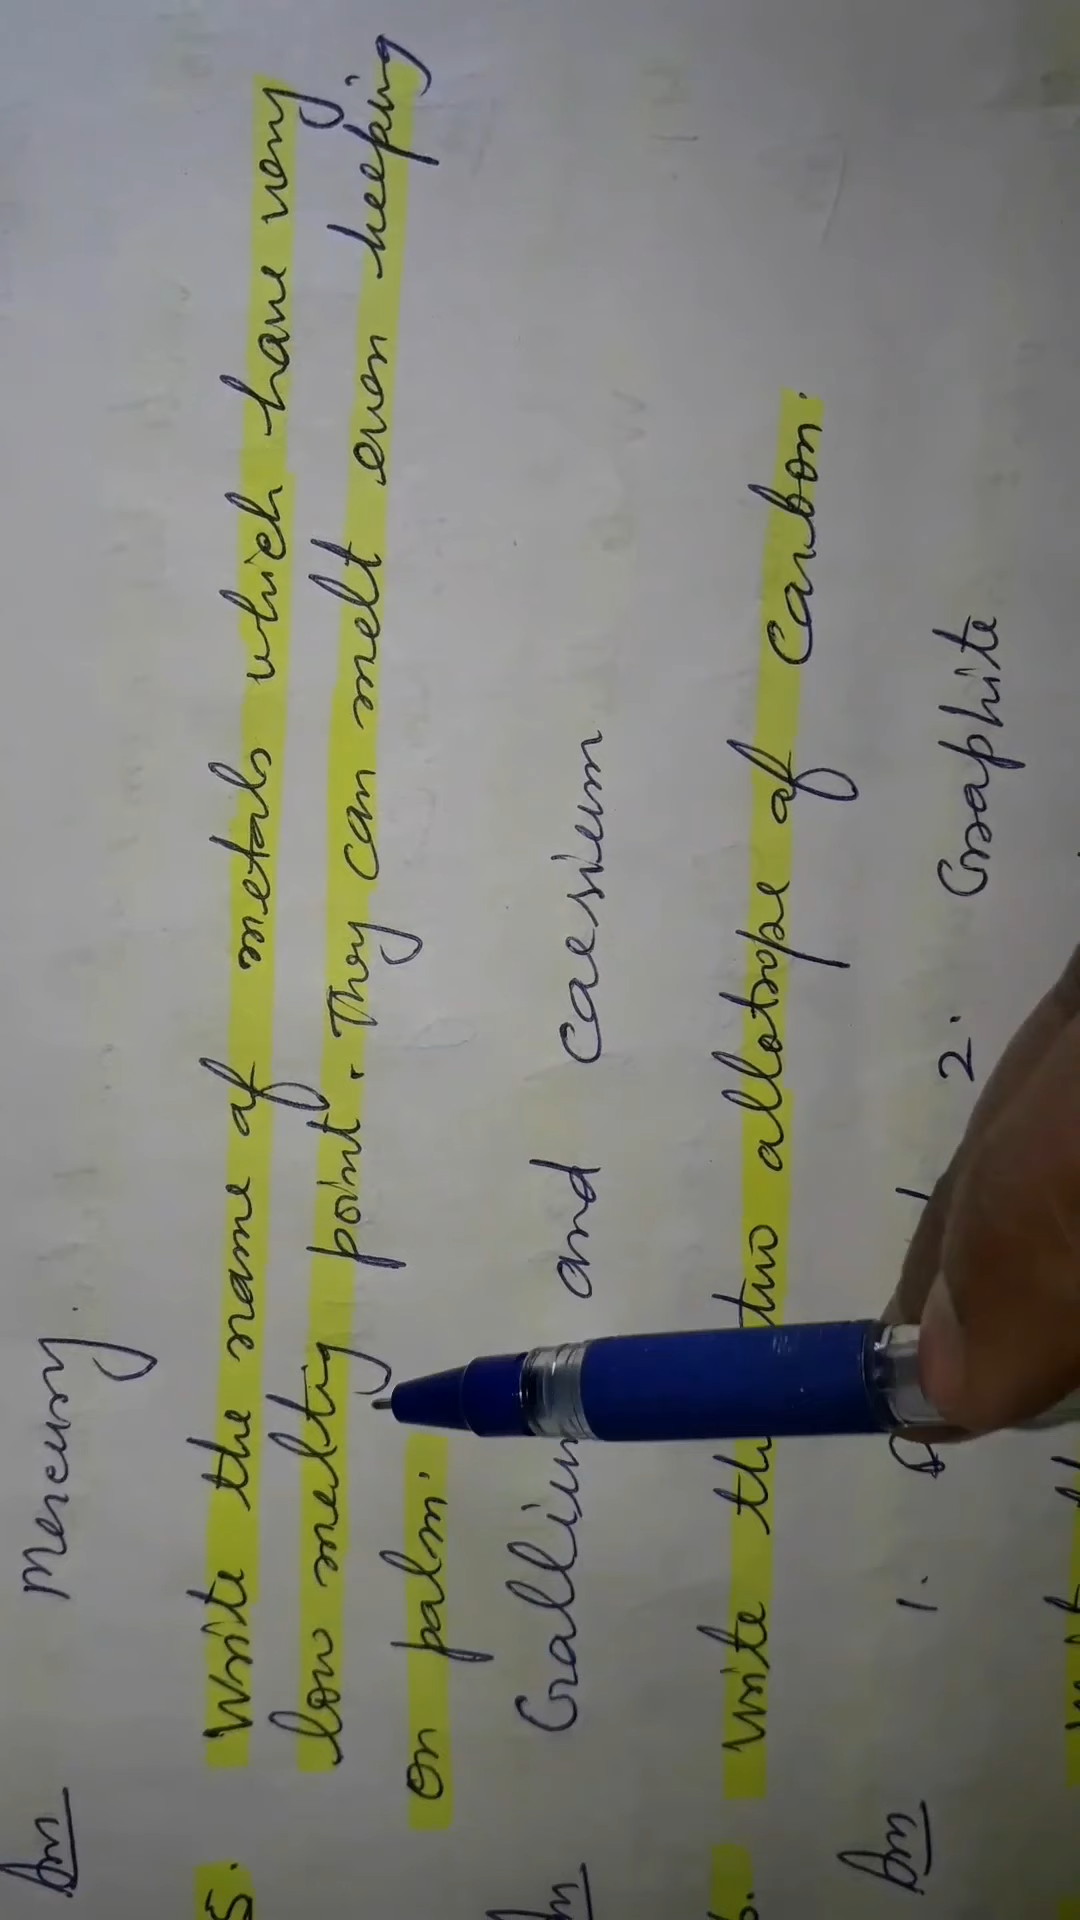 Ans Mercury.
5. Write the name of metals which have very
low melting point. They can melt even keeping
on palm.
Ans Gallium and caesium
6. Write the two allotrope of carbon.
Ans 1. 2. Graphite